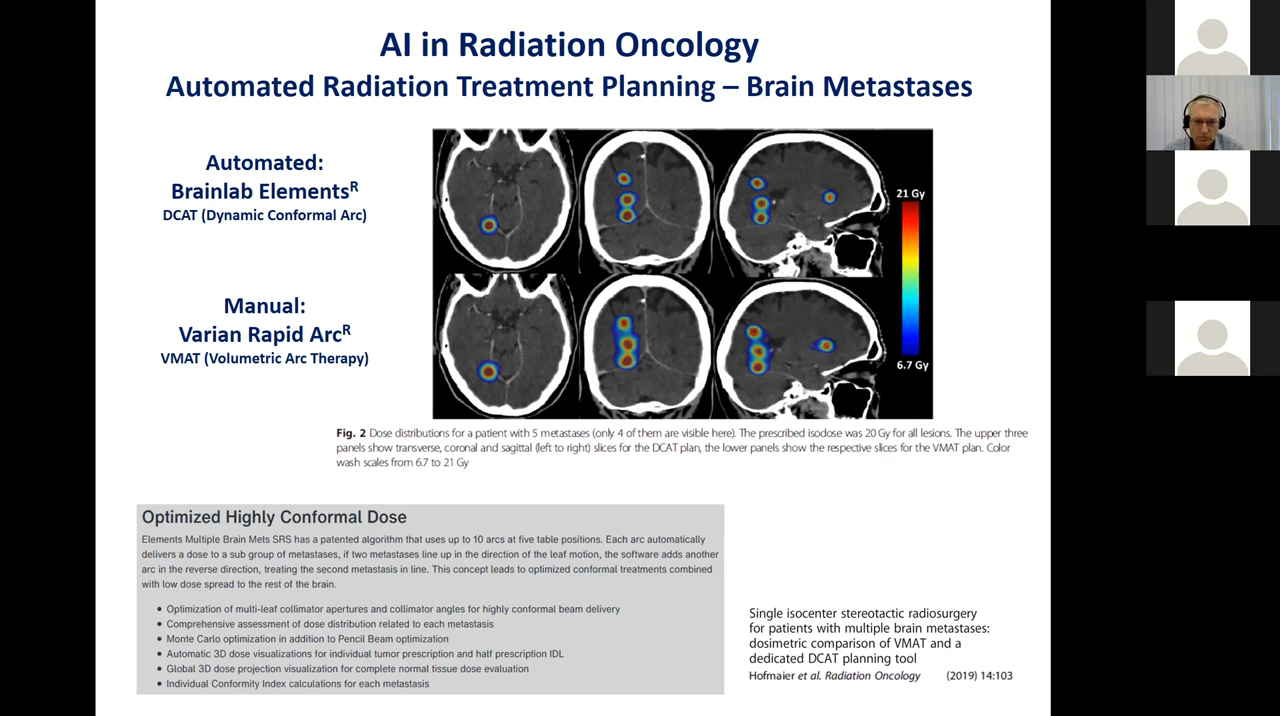 AI in Radiation Oncology
Automated Radiation Treatment Planning – Brain Metastases
Automated:
Brainlab Elementsᴿ
DCAT (Dynamic Conformal Arc)
21 Gy
Manual:
Varian Rapid Arcᴿ
VMAT (Volumetric Arc Therapy)
6.7 Gy
Fig. 2 Dose distributions for a patient with 5 metastases (only 4 of them are visible here). The prescribed isodose was 20 Gy for all lesions. The upper three
panels show transverse, coronal and sagittal (left to right) slices for the DCAT plan, the lower panels show the respective slices for the VMAT plan. Color
wash scales from 6.7 to 21 Gy
Optimized Highly Conformal Dose
Elements Multiple Brain Mets SRS has a patented algorithm that uses up to 10 arcs at five table positions. Each arc automatically
delivers a dose to a sub group of metastases, if two metastases line up in the direction of the leaf motion, the software adds another
arc in the reverse direction, treating the second metastasis in line. This concept leads to optimized conformal treatments combined
with low dose spread to the rest of the brain.
• Optimization of multi-leaf collimator apertures and collimator angles for highly conformal beam delivery
• Comprehensive assessment of dose distribution related to each metastasis
• Monte Carlo optimization in addition to Pencil Beam optimization
• Automatic 3D dose visualizations for individual tumor prescription and half prescription IDL
• Global 3D dose projection visualization for complete normal tissue dose evaluation
• Individual Conformity Index calculations for each metastasis
Single isocenter stereotactic radiosurgery
for patients with multiple brain metastases:
dosimetric comparison of VMAT and a
dedicated DCAT planning tool
Hofmaier et al. Radiation Oncology (2019) 14:103